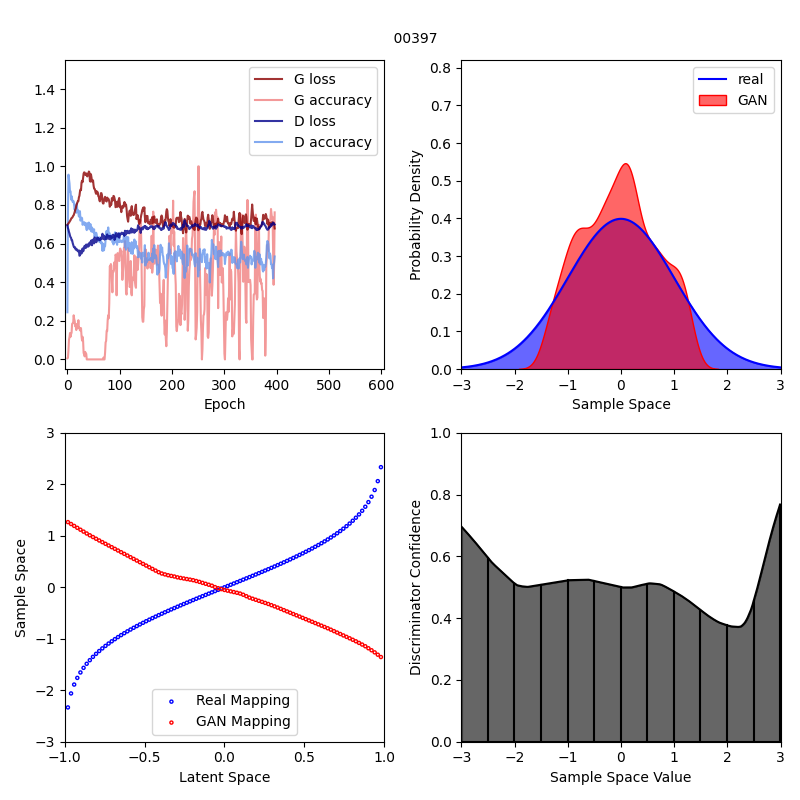 00397
G loss
G accuracy
D loss
D accuracy
1.4
1.2
1.0
0.8
0.6
0.4
0.2
0.0
0 100 200 300 400 500 600
Epoch
real
GAN
Probability Density
0.8
0.7
0.6
0.5
0.4
0.3
0.2
0.1
0.0
−3 −2 −1 0 1 2 3
Sample Space
Sample Space
3
2
1
0
−1
−2
−3
Real Mapping
GAN Mapping
−1.0 −0.5 0.0 0.5 1.0
Latent Space
Discriminator Confidence
1.0
0.8
0.6
0.4
0.2
0.0
−3 −2 −1 0 1 2 3
Sample Space Value